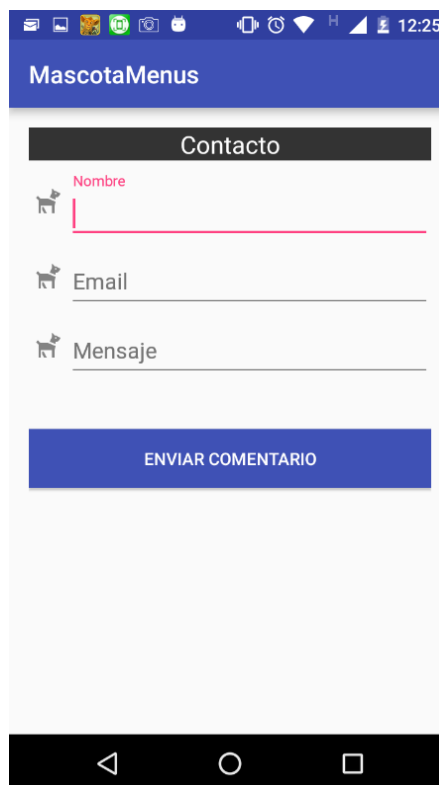 H 12:25
MascotaMenus
Contacto
Nombre
Email
Mensaje
ENVIAR COMENTARIO